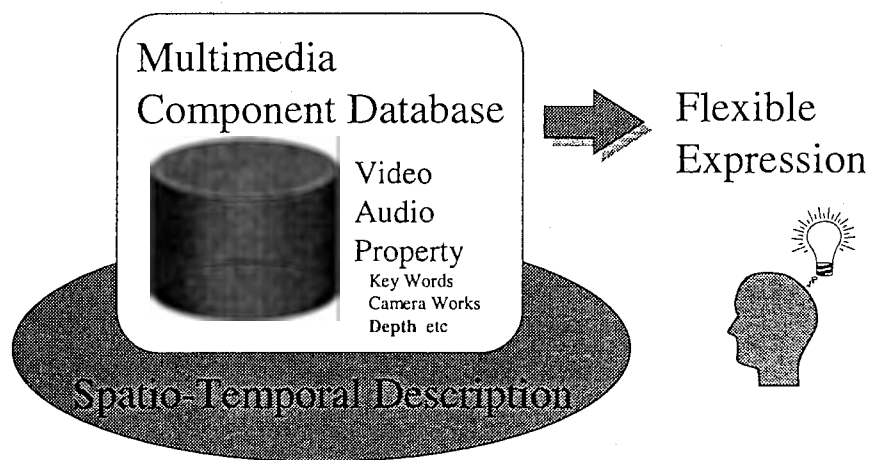 Multimedia
Component Database
Video
Audio
Property
Key Words
Camera Works
Depth etc
Spatio-Temporal Description
Flexible
Expression